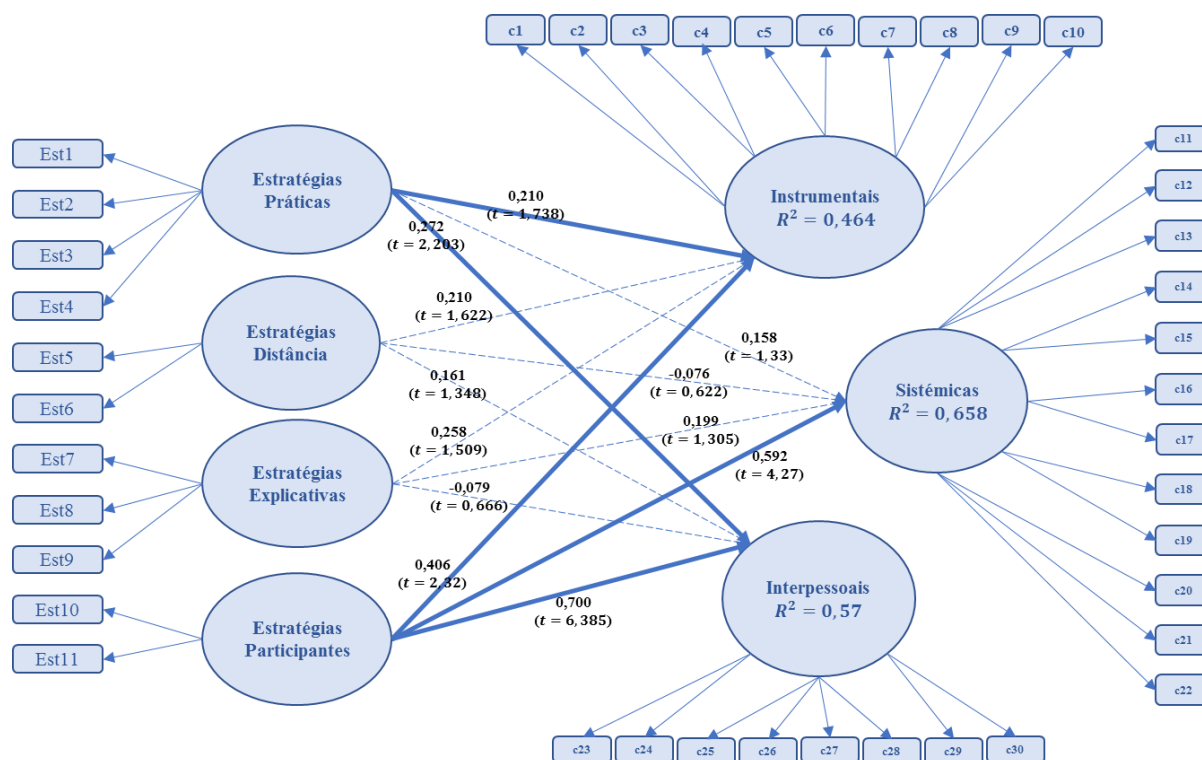 c1
c2
c3
c4
c5
c6
c7
c8
c9
c10
Est1
Est2
Est3
Est4
Est5
Est6
Est7
Est8
Est9
Est10
Est11
Estratégias
Práticas
Estratégias
Distância
Estratégias
Explicativas
Estratégias
Participantes
0,210
(t = 1,738)
0,272
(t = 2,203)
0,210
(t = 1,622)
0,161
(t = 1,348)
0,258
(t = 1,509)
-0,079
(t = 0,666)
0,406
(t = 2,32)
0,700
(t = 6,385)
0,158
(t = 1,33)
-0,076
(t = 0,622)
0,199
(t = 1,305)
0,592
(t = 4,27)
Instrumentais
R² = 0,464
Sistémicas
R² = 0,658
Interpessoais
R² = 0,57
c11
c12
c13
c14
c15
c16
c17
c18
c19
c20
c21
c22
c23
c24
c25
c26
c27
c28
c29
c30